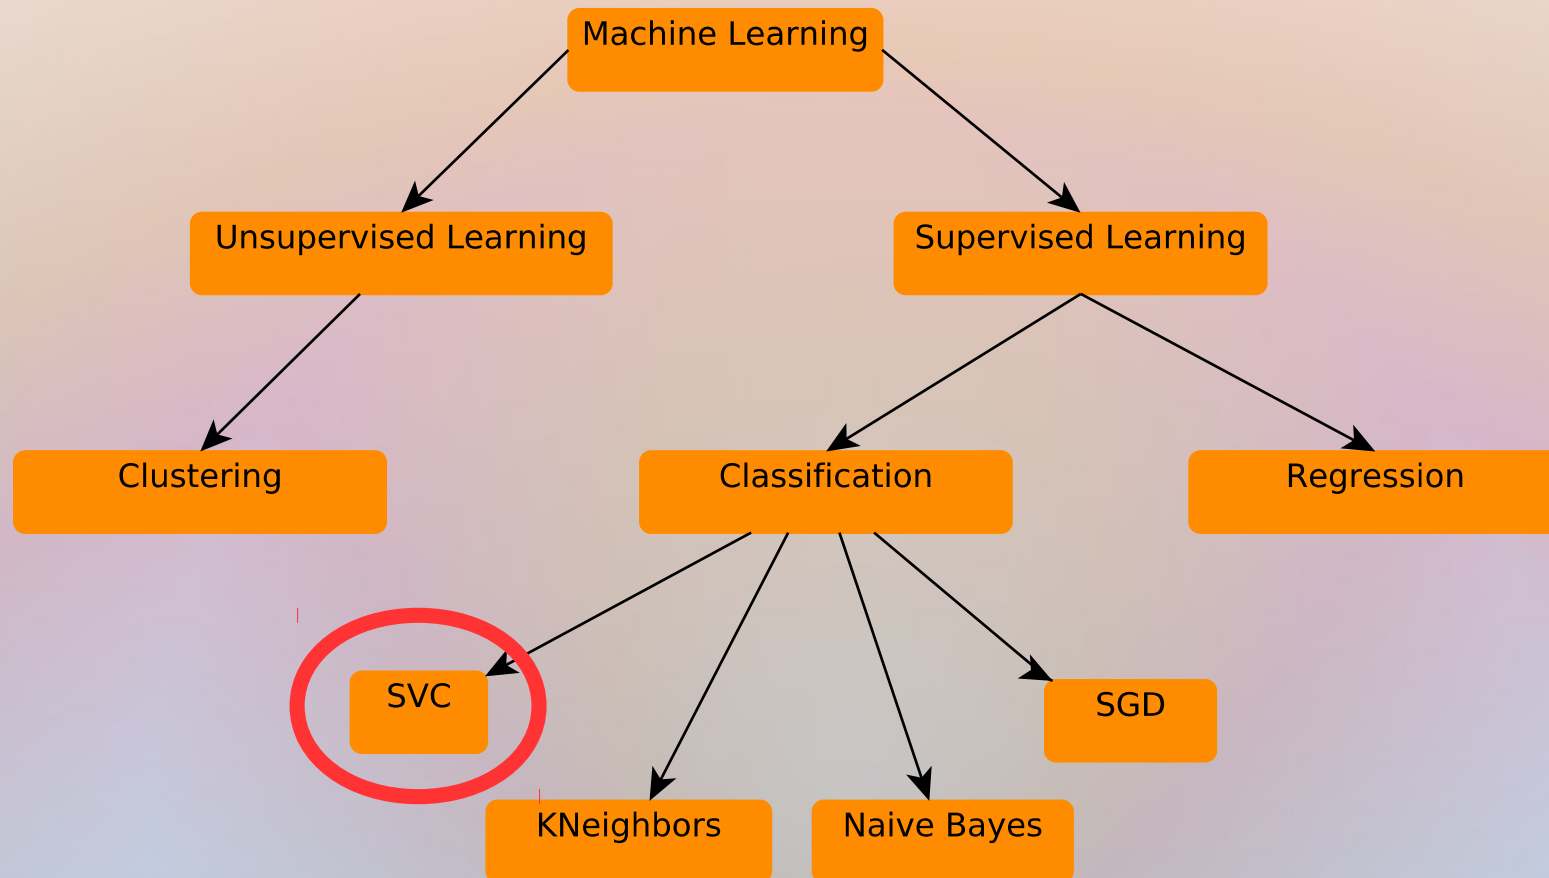 Machine Learning
Unsupervised Learning
Supervised Learning
Clustering
Classification
Regression
SVC
SGD
KNeighbors
Naive Bayes